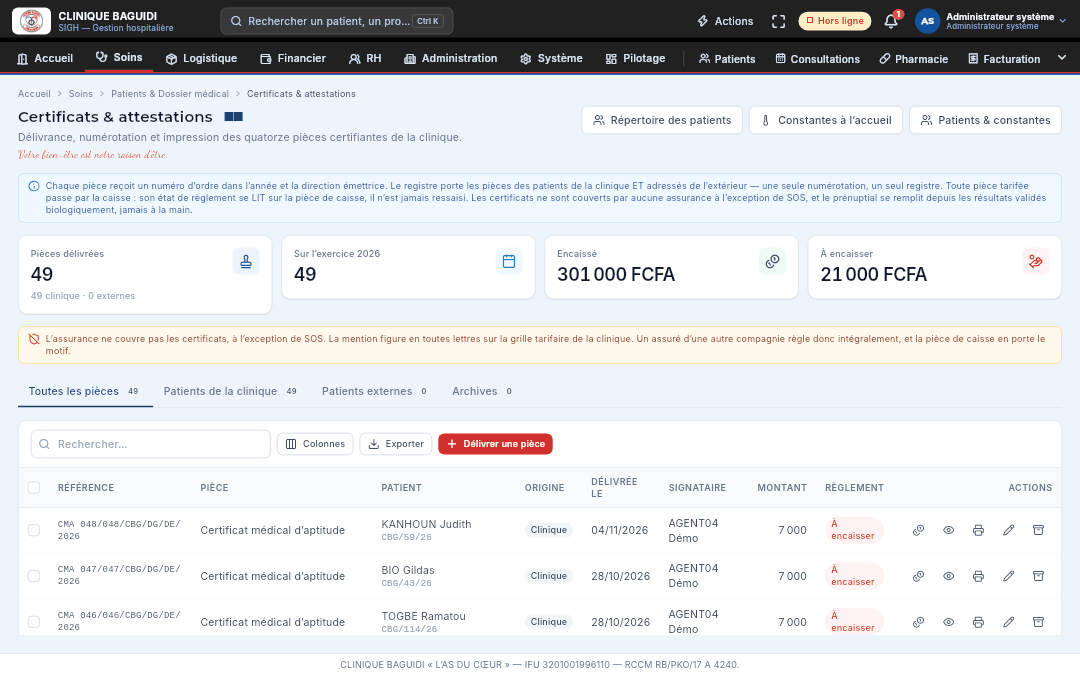 CLINIQUE BAGUIDI
SIGH — Gestion hospitalière
Rechercher un patient, un pro... Ctrl K
Actions
Hors ligne
1
AS
Administrateur système
Administrateur système
Accueil Soins Logistique Financier RH Administration Système Pilotage Patients Consultations Pharmacie Facturation
Accueil > Soins > Patients & Dossier médical > Certificats & attestations
Certificats & attestations
Délivrance, numérotation et impression des quatorze pièces certifiantes de la clinique.
Votre bien-être est notre raison d'être.
Répertoire des patients
Constantes à l'accueil
Patients & constantes
Chaque pièce reçoit un numéro d'ordre dans l'année et la direction émettrice. Le registre porte les pièces des patients de la clinique ET adressés de l'extérieur — une seule numérotation, un seul registre. Toute pièce tarifée
passe par la caisse : son état de règlement se LIT sur la pièce de caisse, il n'est jamais ressaisi. Les certificats ne sont couverts par aucune assurance à l'exception de SOS, et le prénuptial se remplit depuis les résultats validés
biologiquement, jamais à la main.
Pièces délivrées
49
49 clinique · 0 externes
Sur l'exercice 2026
49
Encaissé
301 000 FCFA
À encaisser
21 000 FCFA
L'assurance ne couvre pas les certificats, à l'exception de SOS. La mention figure en toutes lettres sur la grille tarifaire de la clinique. Un assuré d'une autre compagnie règle donc intégralement, et la pièce de caisse en porte le
motif.
Toutes les pièces 49 Patients de la clinique 49 Patients externes 0 Archives 0
Rechercher... Colonnes Exporter + Délivrer une pièce
RÉFÉRENCE PIÈCE PATIENT ORIGINE DÉLIVRÉE LE SIGNATAIRE MONTANT RÈGLEMENT ACTIONS
CMA 048/048/CBG/DG/DE/
2026
Certificat médical d'aptitude
KANHOUN Judith
CBG/59/26
Clinique
04/11/2026
AGENT04
Démo
7 000
À
encaisser
CMA 047/047/CBG/DG/DE/
2026
Certificat médical d'aptitude
BIO Gildas
CBG/43/26
Clinique
28/10/2026
AGENT04
Démo
7 000
À
encaisser
CMA 046/046/CBG/DG/DE/
2026
Certificat médical d'aptitude
TOGBE Ramatou
CBG/114/26
Clinique
28/10/2026
AGENT04
Démo
7 000
À
encaisser
CLINIQUE BAGUIDI « L'AS DU CŒUR » — IFU 3201001996110 — RCCM RB/PKO/17 A 4240.